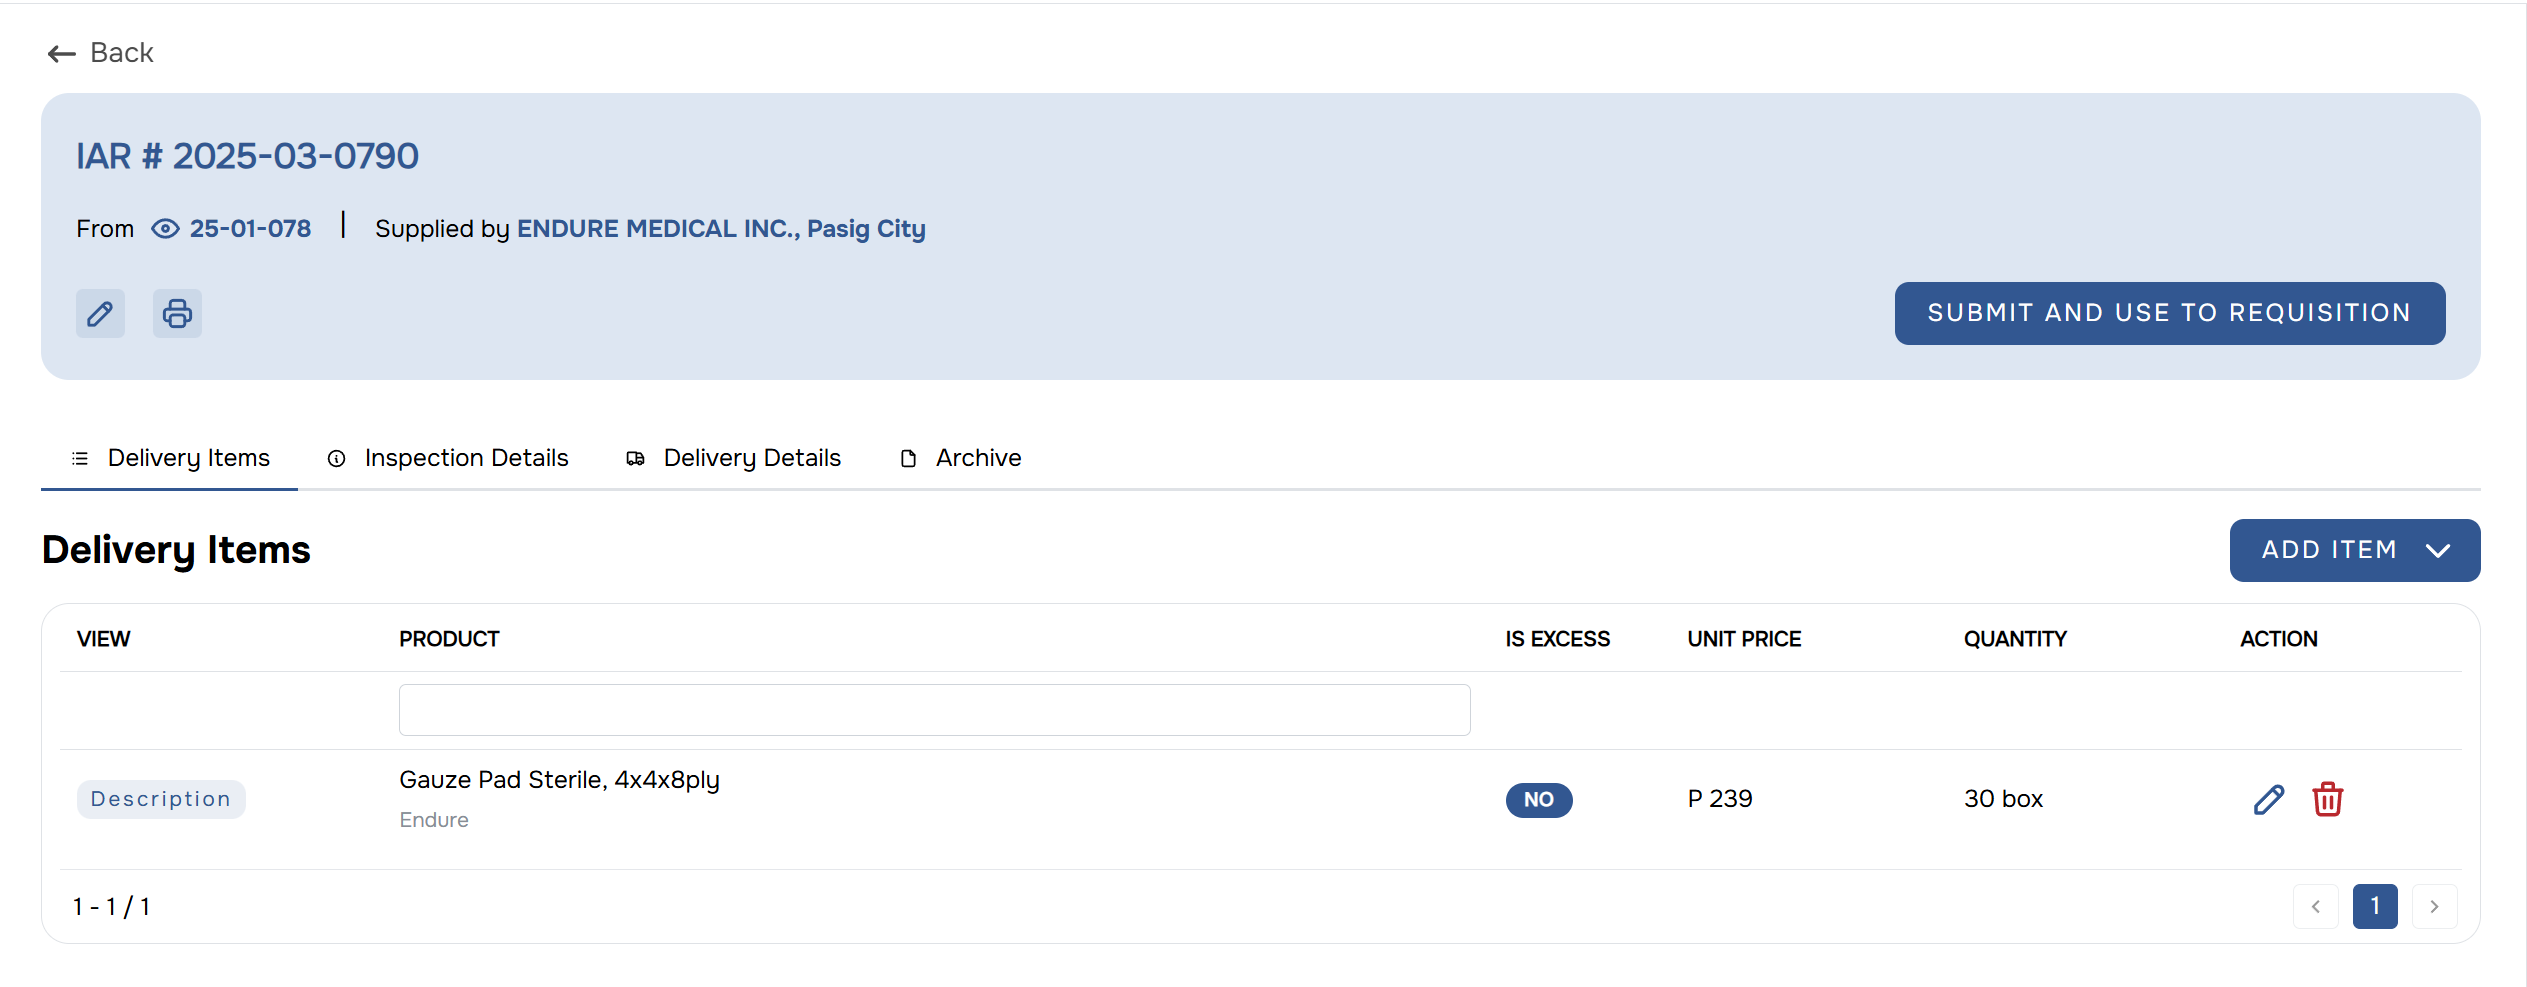 Back
IAR # 2025-03-0790
From 25-01-078 | Supplied by ENDURE MEDICAL INC., Pasig City
SUBMIT AND USE TO REQUISITION
Delivery Items Inspection Details Delivery Details Archive
Delivery Items
ADD ITEM
VIEW PRODUCT IS EXCESS UNIT PRICE QUANTITY ACTION
Description Gauze Pad Sterile, 4x4x8ply NO P 239 30 box
Endure
1 - 1 / 1
1